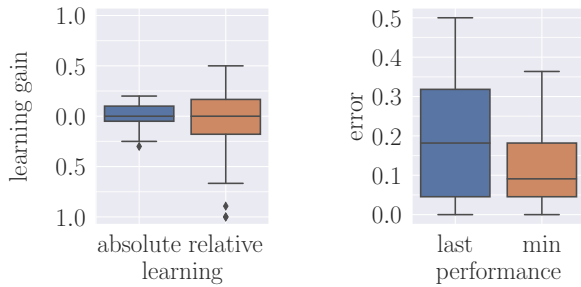 learning gain
1.0
0.5
0.0
0.5
1.0
absolute relative
learning
error
0.5
0.4
0.3
0.2
0.1
0.0
last min
performance